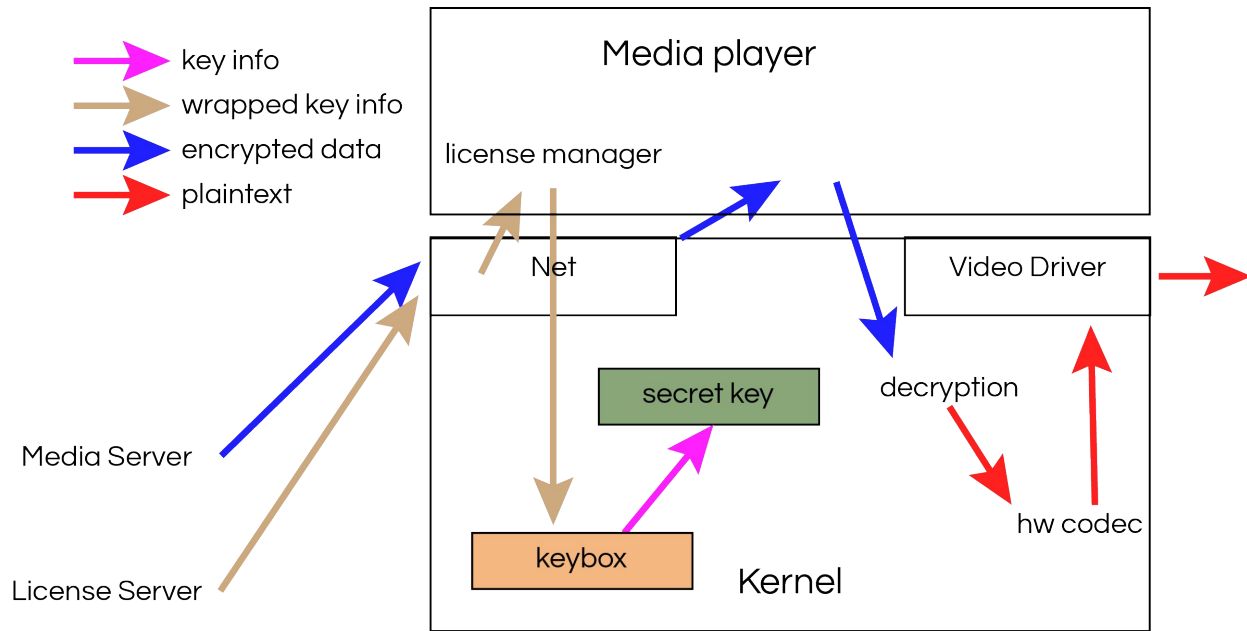 key info
wrapped key info
encrypted data
plaintext
Media player
license manager
Net
Video Driver
secret key
decryption
Media Server
hw codec
keybox
Kernel
License Server